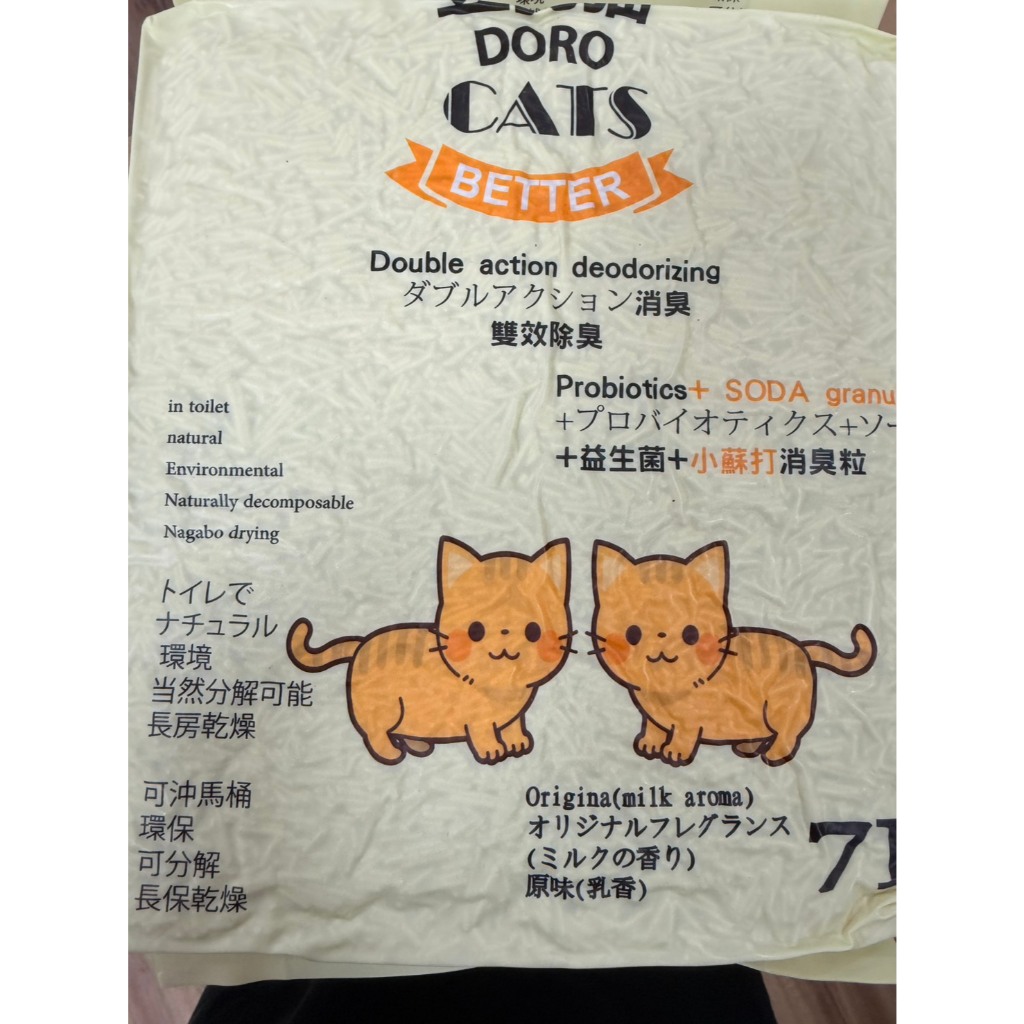 DORO
CATS
BETTER
Double action deodorizing
ダブルアクション消臭
雙效除臭
Probiotics+ SODA granu
+プロバイオティクス+ソー
+益生菌+小蘇打消臭粒
in toilet
natural
Environmental
Naturally decomposable
Nagabo drying
トイレで
ナチュラル
環境
当然分解可能
長房乾燥
可沖馬桶
環保
可分解
長保乾燥
Origina(milk aroma)
オリジナルフレグランス
(ミルクの香り)
原味(乳香)
7